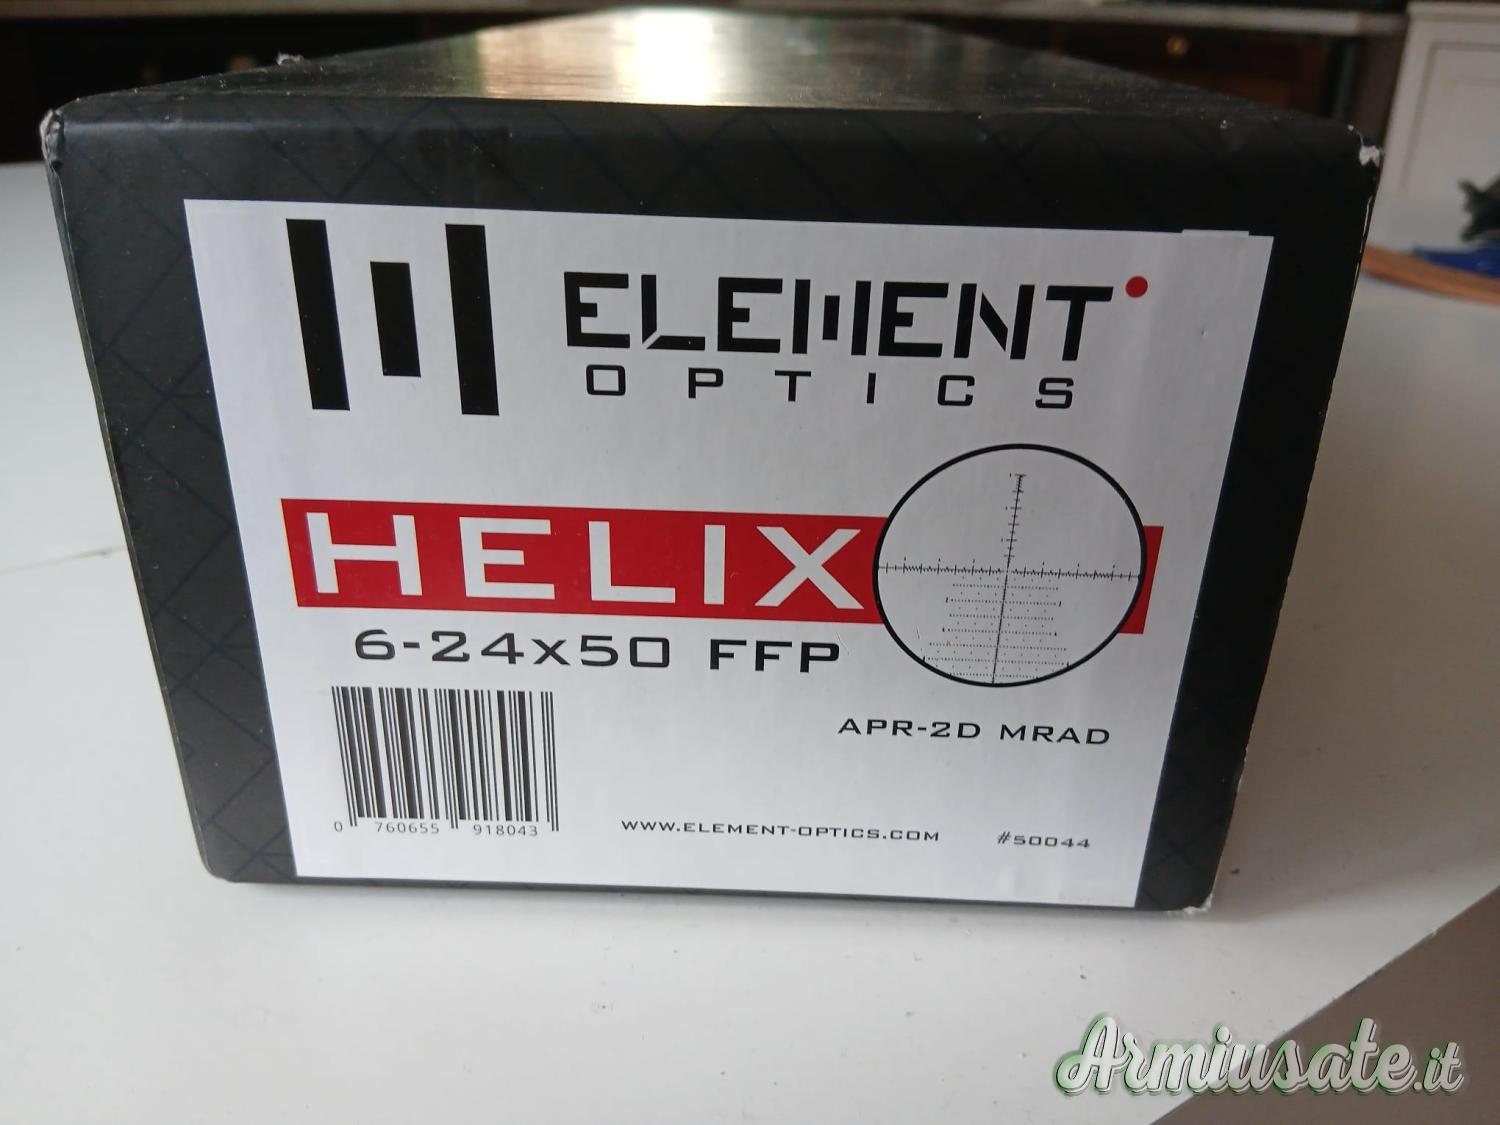 ELEMENT
OPTICS
HELIX
6-24x50 FFP
APR-2D MRAD
0 760655 918043
WWW.ELEMENT-OPTICS.COM
#50044
Armiusate.it